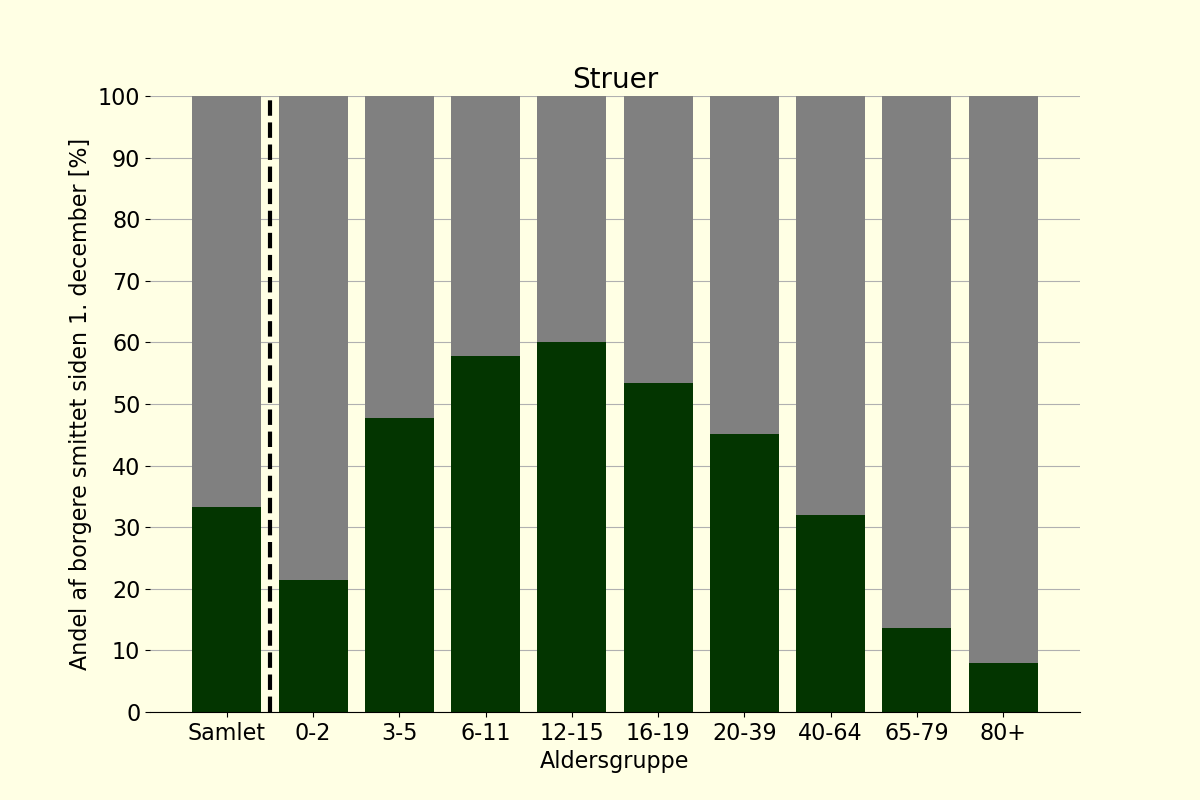 Struer
Andel af borgere smittet siden 1. december [%]
100
90
80
70
60
50
40
30
20
10
0
Samlet 0-2 3-5 6-11 12-15 16-19 20-39 40-64 65-79 80+
Aldersgruppe